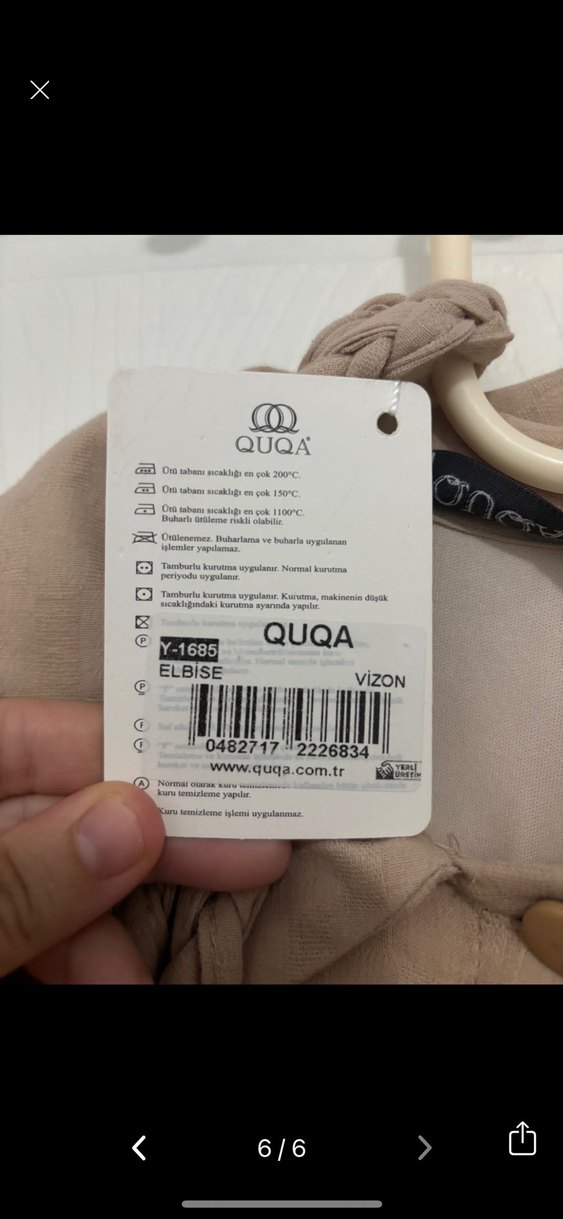 QUQA
Ütü tabanı sıcaklığı en çok 200°C.
Ütü tabanı sıcaklığı en çok 150°C.
Ütü tabanı sıcaklığı en çok 1100°C.
Buharlı ütüleme riskli olabilir.
Ütülenemez. Buharlama ve buharla uygulanan
işlemler yapılamaz.
Tamburlu kurutma uygulanır. Normal kurutma
periyodu uygulanır.
Tamburlu kurutma uygulanır. Kurutma, makinenin düşük
sıcaklığındaki kurutma ayarında yapılır.
P
P
F
F
A
QUQA
Y-1685
ELBİSE
VİZON
0482717 2226834
www.quqa.com.tr
YERLİ
ÜRETİM
Normal olarak kuru temizlemede
kuru temizleme yapılır.
Kuru temizleme işlemi uygulanmaz.
6/6